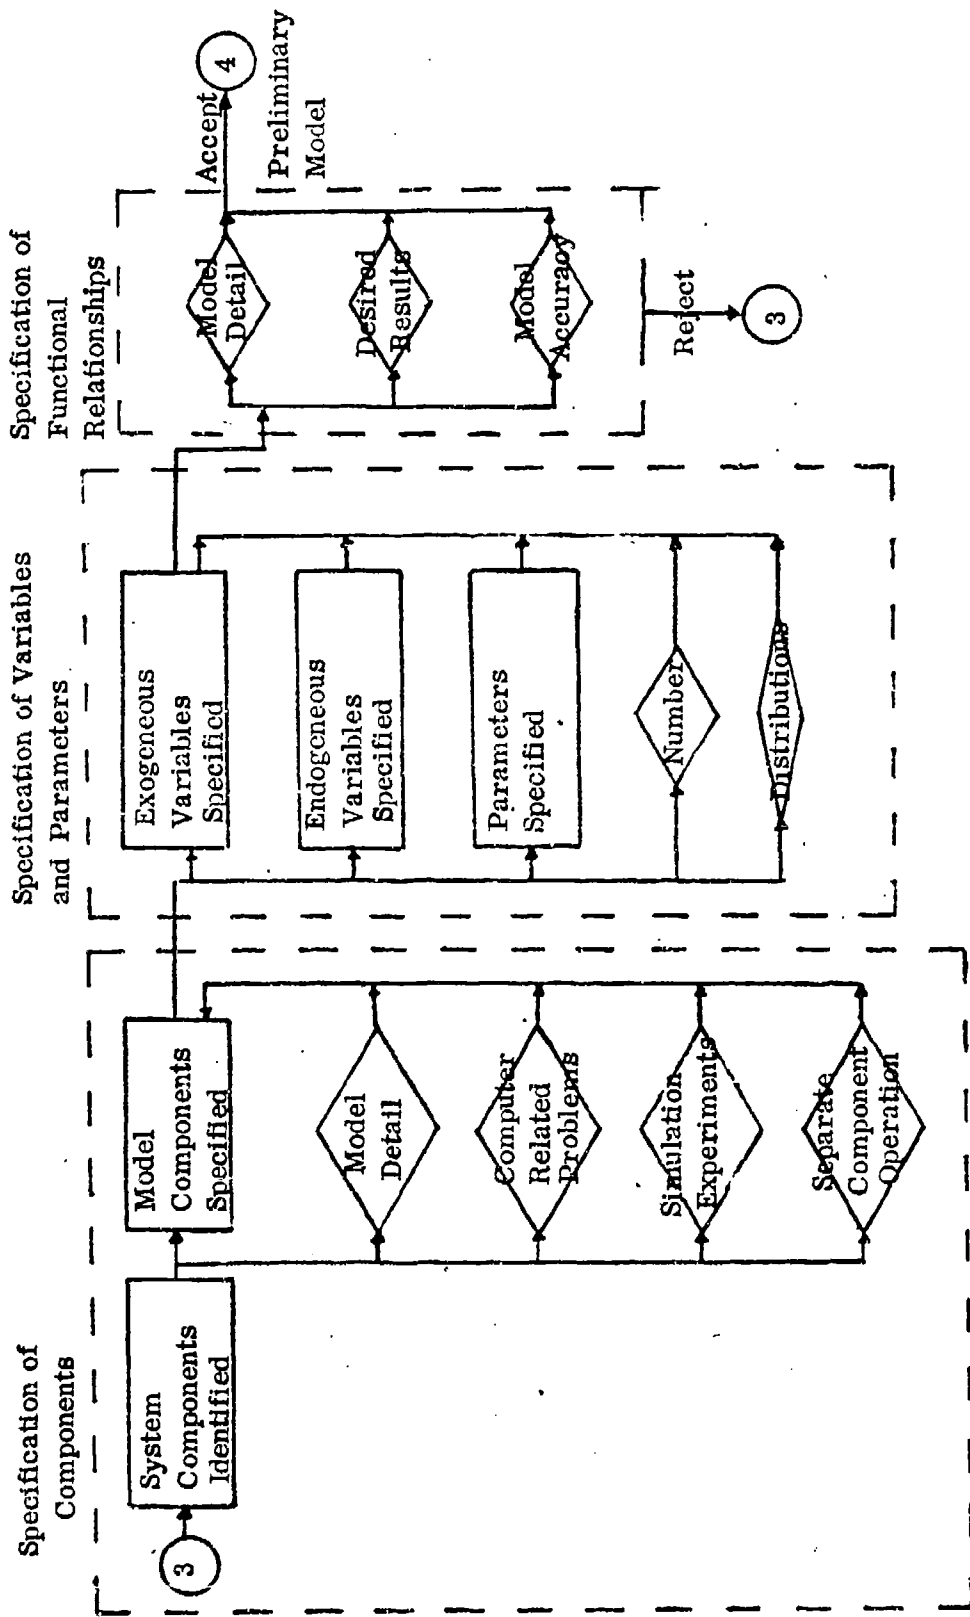 Specification of
Components
3
System
Components
Identified
Model
Components
Specified
Model
Detail
Computer
Related
Problems
Simulation
Experiments
Separate
Component
Operation
Specification of Variables
and Parameters
Exogeneous
Variables
Specified
Endogeneous
Variables
Specified
Parameters
Specified
Number
Distributions
Specification of
Functional
Relationships
Model
Detail
Desired
Results
Model
Accuracy
Accept
4
Preliminary
Model
Reject
3